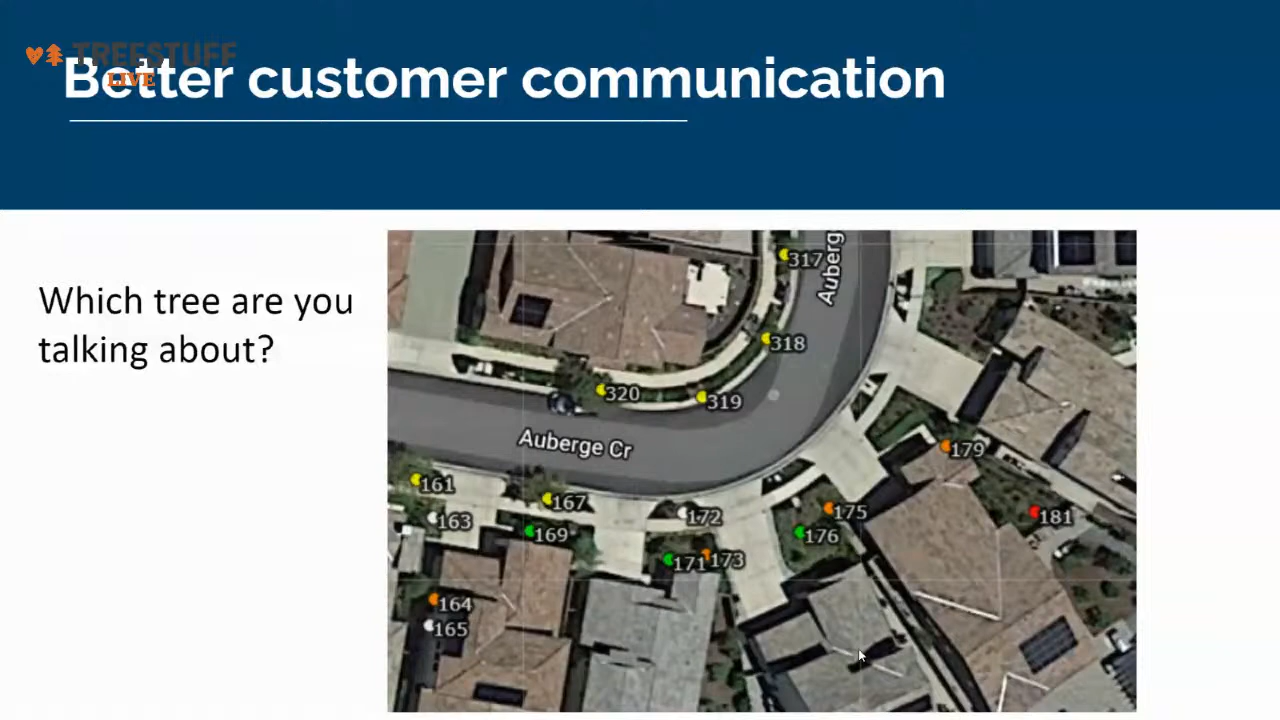 TREESTUFF
LIVE
Better customer communication
Which tree are you
talking about?
317
Auberg
318
320
319
Auberge Cr
179
161
167
163
172
175
181
169
176
171
173
164
165